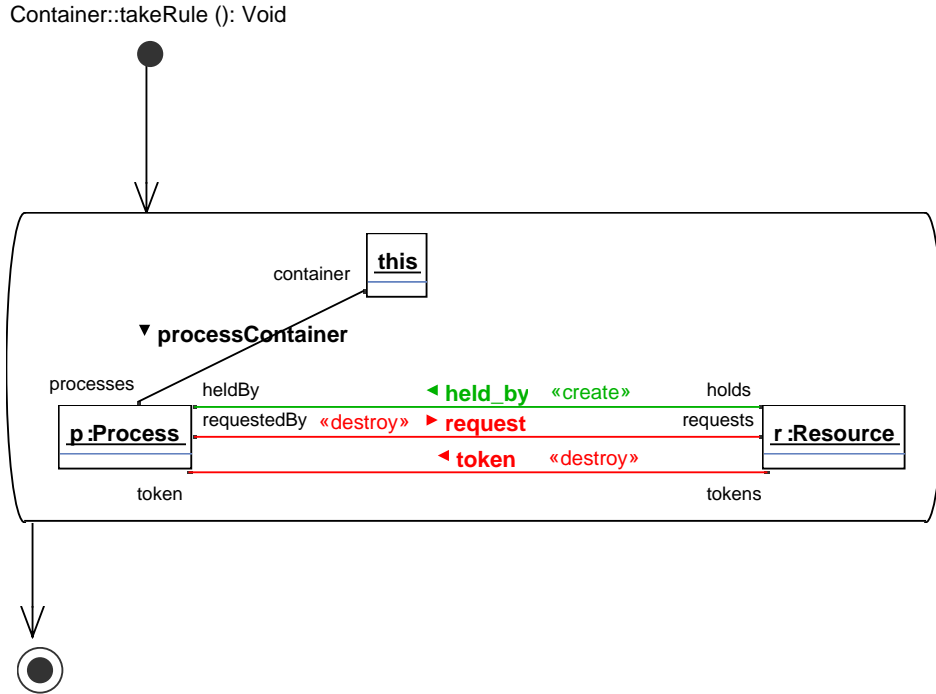 Container::takeRule (): Void
this
container
▼ processContainer
processes
heldBy ◄ held_by «create» holds
requestedBy «destroy» ► request requests
p :Process r :Resource
◄ token «destroy»
token tokens